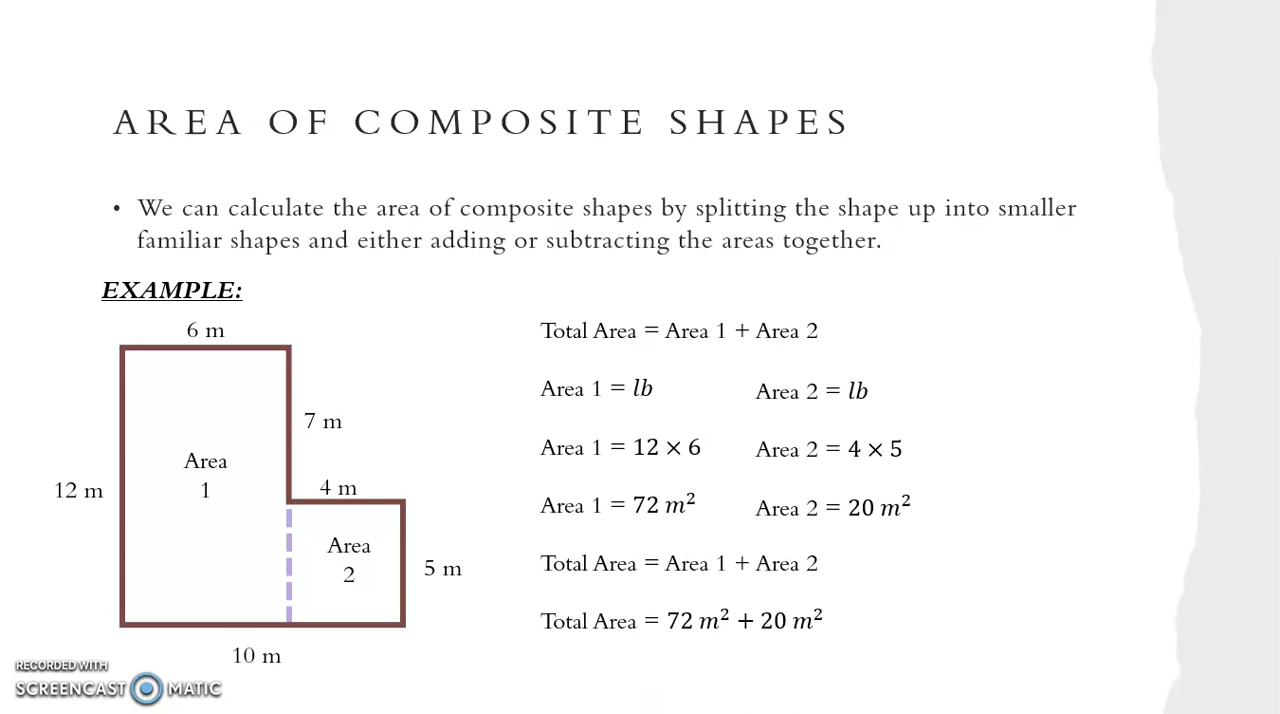 AREA OF COMPOSITE SHAPES
• We can calculate the area of composite shapes by splitting the shape up into smaller
familiar shapes and either adding or subtracting the areas together.
EXAMPLE:
6 m
7 m
Area
1
12 m
4 m
Area
2
5 m
10 m
Total Area = Area 1 + Area 2
Area 1 = lb
Area 2 = lb
Area 1 = 12 × 6
Area 2 = 4 × 5
Area 1 = 72 m²
Area 2 = 20 m²
Total Area = Area 1 + Area 2
Total Area = 72 m² + 20 m²
RECORDED WITH
SCREENCAST MATIC